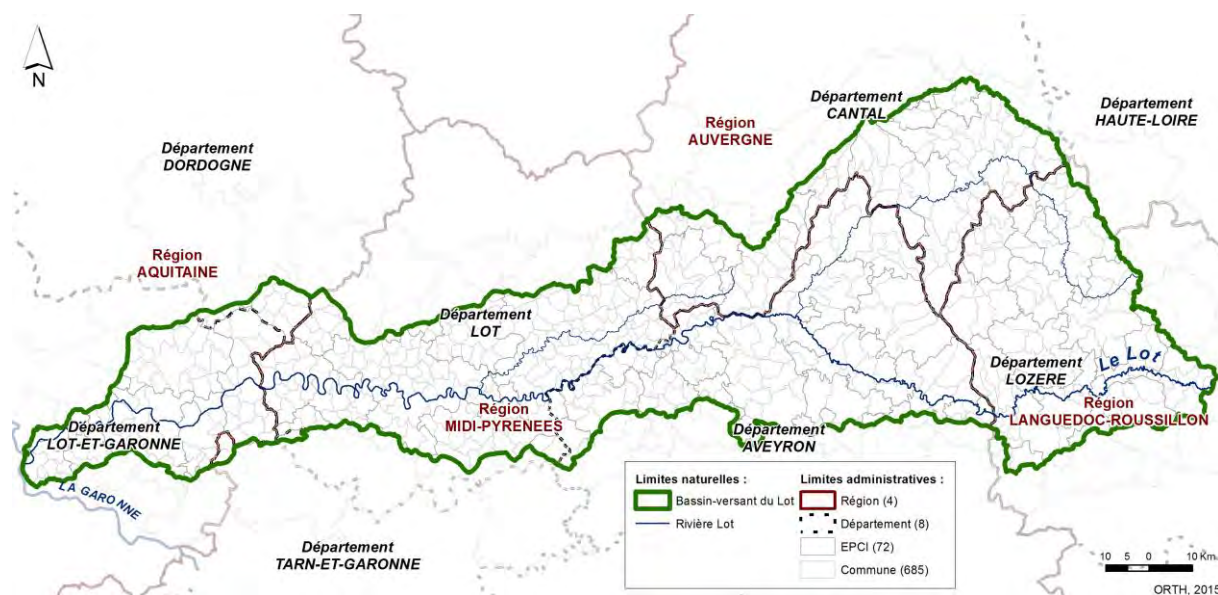 N
Département
CANTAL
Département
HAUTE-LOIRE
Région
AUVERGNE
Département
DORDOGNE
Région
AQUITAINE
Département
LOT
Département
LOZERE
Le Lot
Région
LANGUEDOC-ROUSSILLON
Région
MIDI-PYRENEES
Département
LOT-ET-GARONNE
Département
AVEYRON
LA GARONNE
Département
TARN-ET-GARONNE
Limites naturelles :
Bassin-versant du Lot
Rivière Lot
Limites administratives :
Région (4)
Département (8)
EPCI (72)
Commune (685)
10 5 0 10 Km
ORTH, 2015